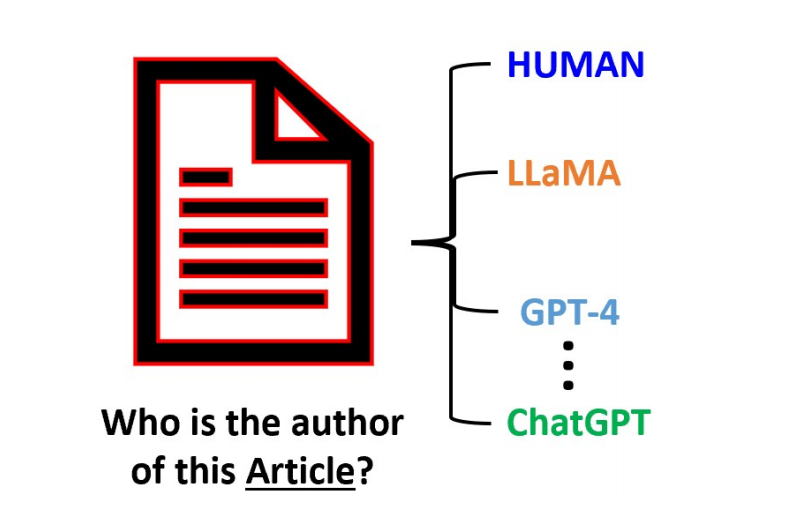 HUMAN
LLaMA
GPT-4
ChatGPT
Who is the author
of this Article?